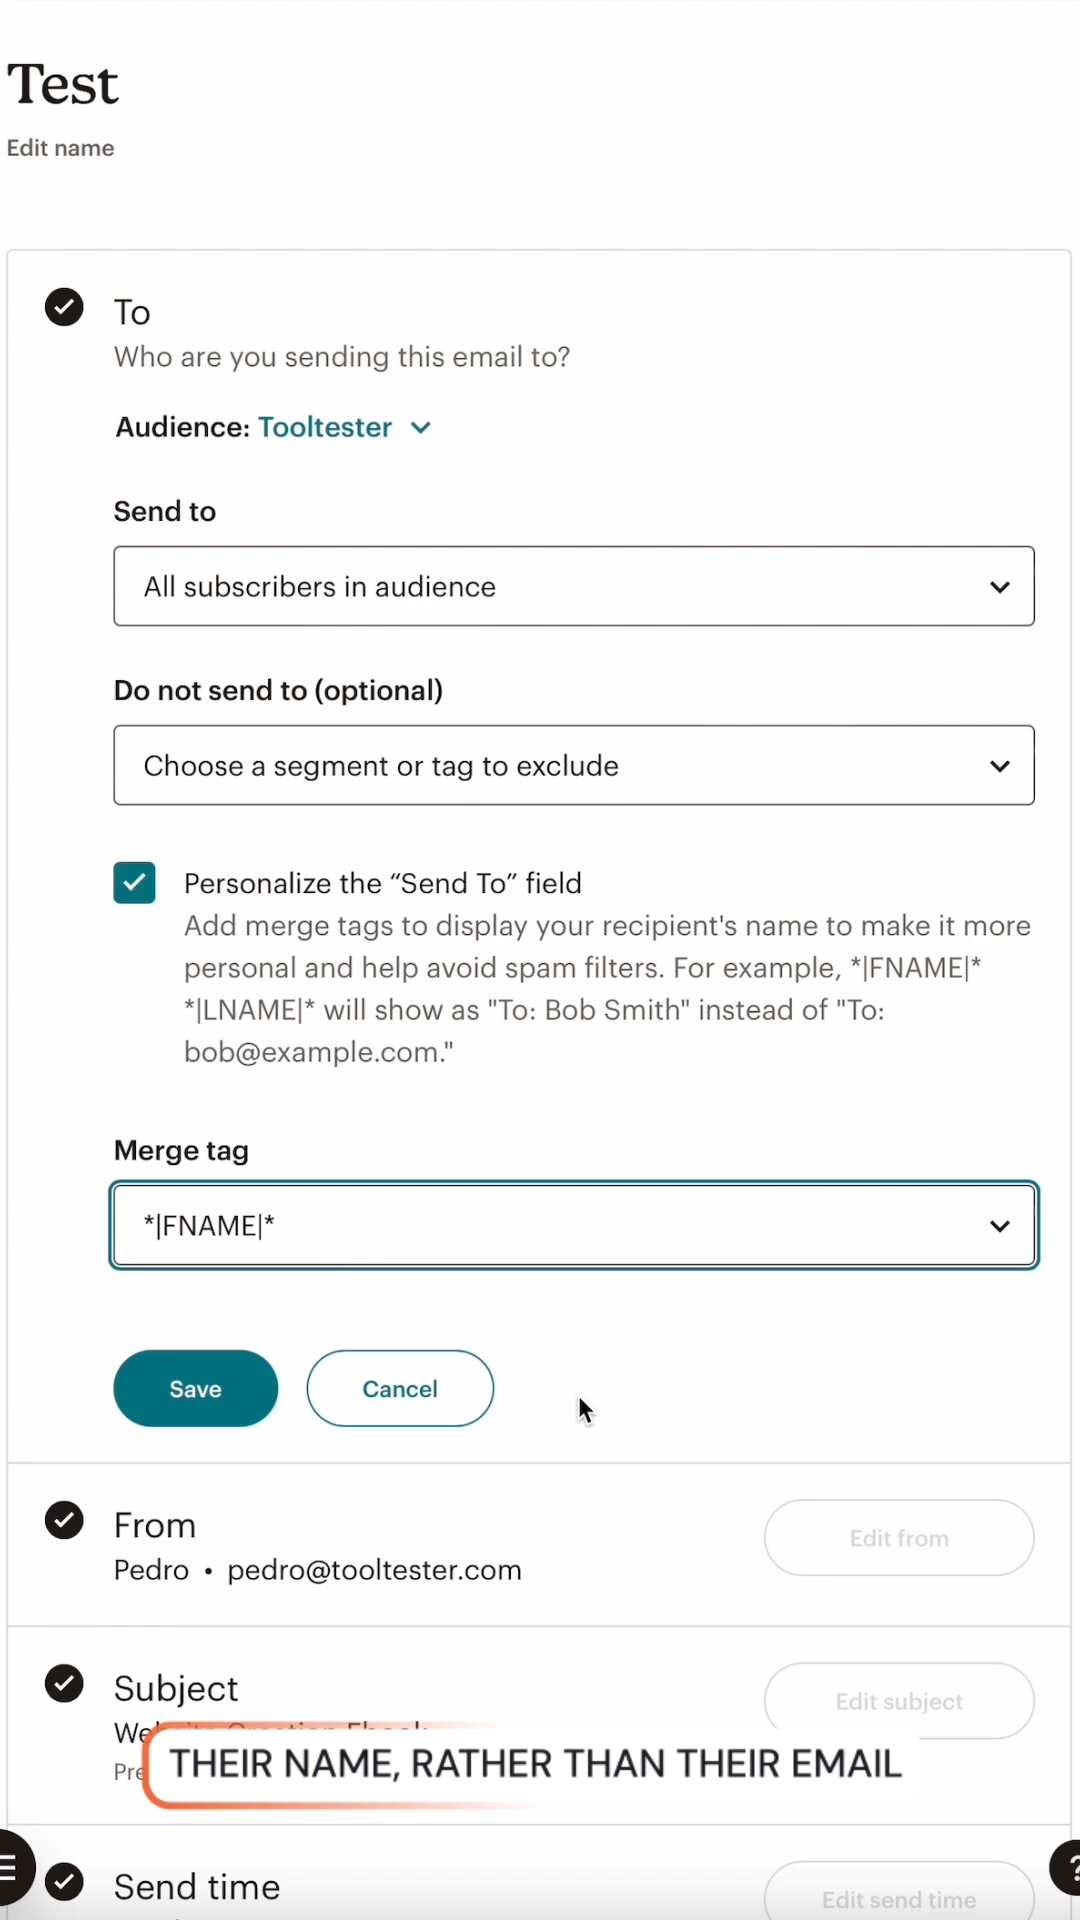 Test
Edit name
To
Who are you sending this email to?
Audience: Tooltester
Send to
All subscribers in audience
Do not send to (optional)
Choose a segment or tag to exclude
Personalize the “Send To” field
Add merge tags to display your recipient's name to make it more
personal and help avoid spam filters. For example, *|FNAME|*
*|LNAME|* will show as "To: Bob Smith" instead of "To:
bob@example.com."
Merge tag
*|FNAME|*
Save Cancel
From
Edit from
Pedro • pedro@tooltester.com
Subject
Edit subject
THEIR NAME, RATHER THAN THEIR EMAIL
Send time
Edit send time
?